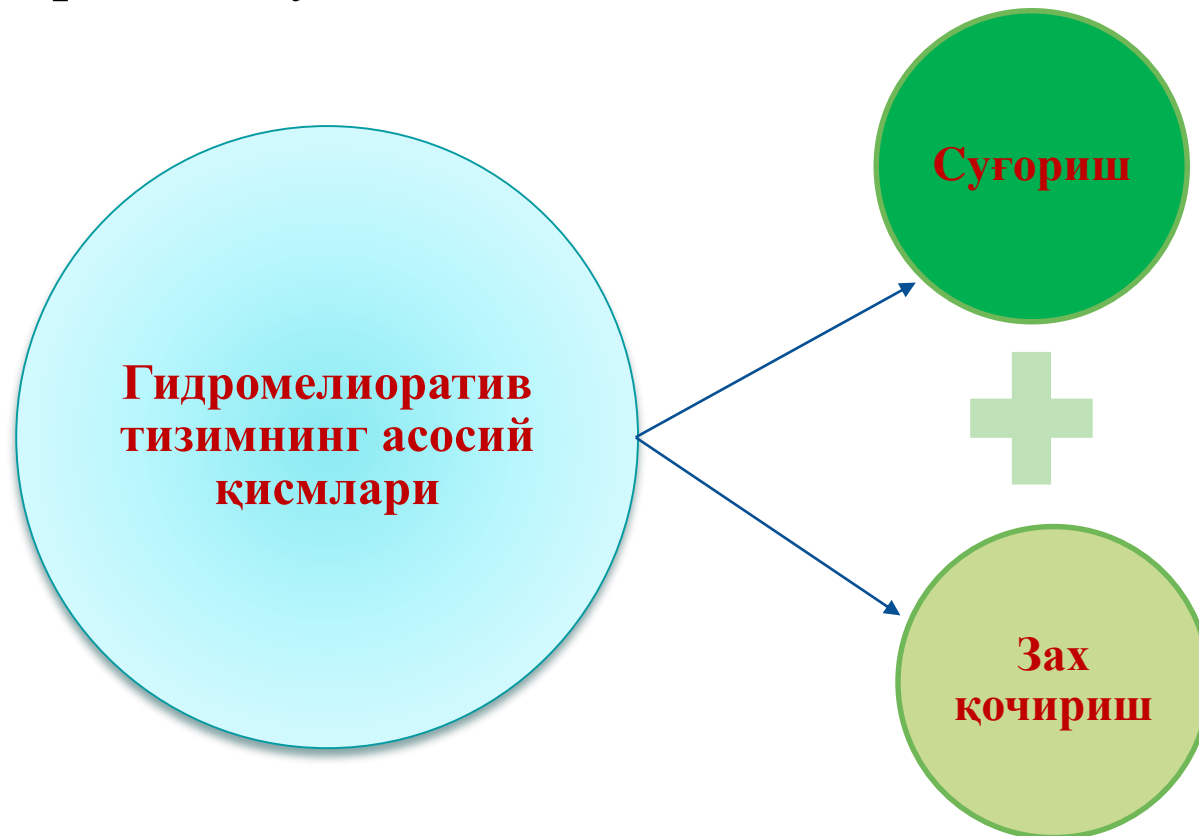 Гидромелиоратив
тизимнинг асосий
қисмлари
Суғориш
Зах
қочириш